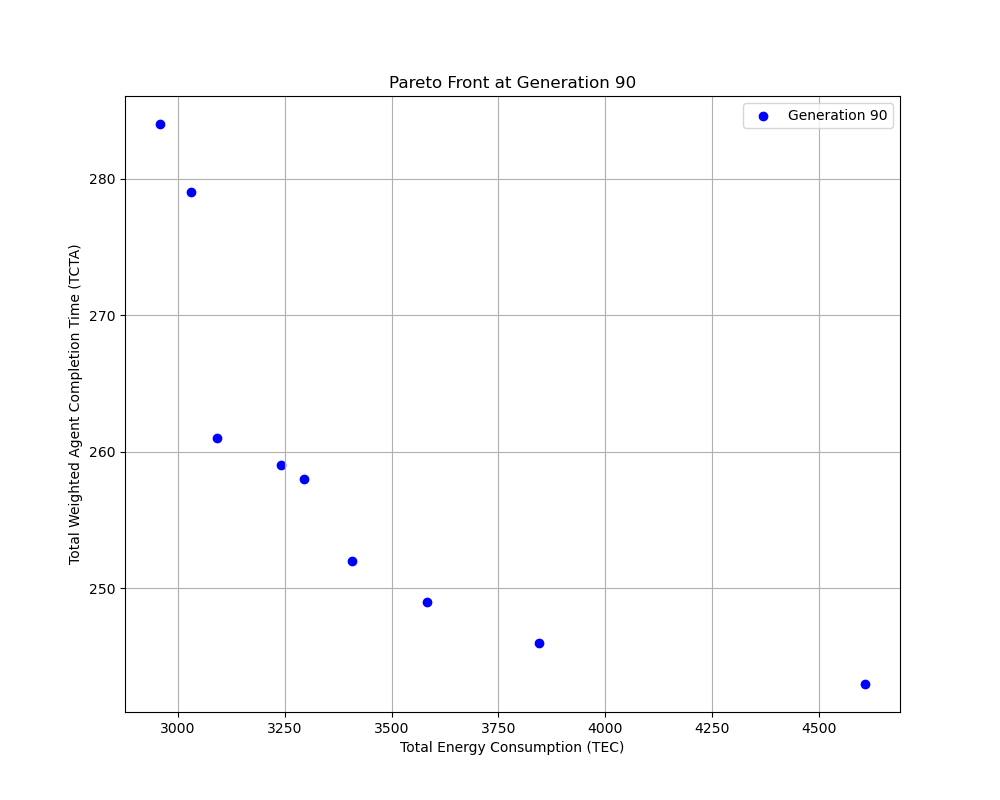 Pareto Front at Generation 90
Generation 90
Total Weighted Agent Completion Time (TCTA)
280
270
260
250
3000 3250 3500 3750 4000 4250 4500
Total Energy Consumption (TEC)